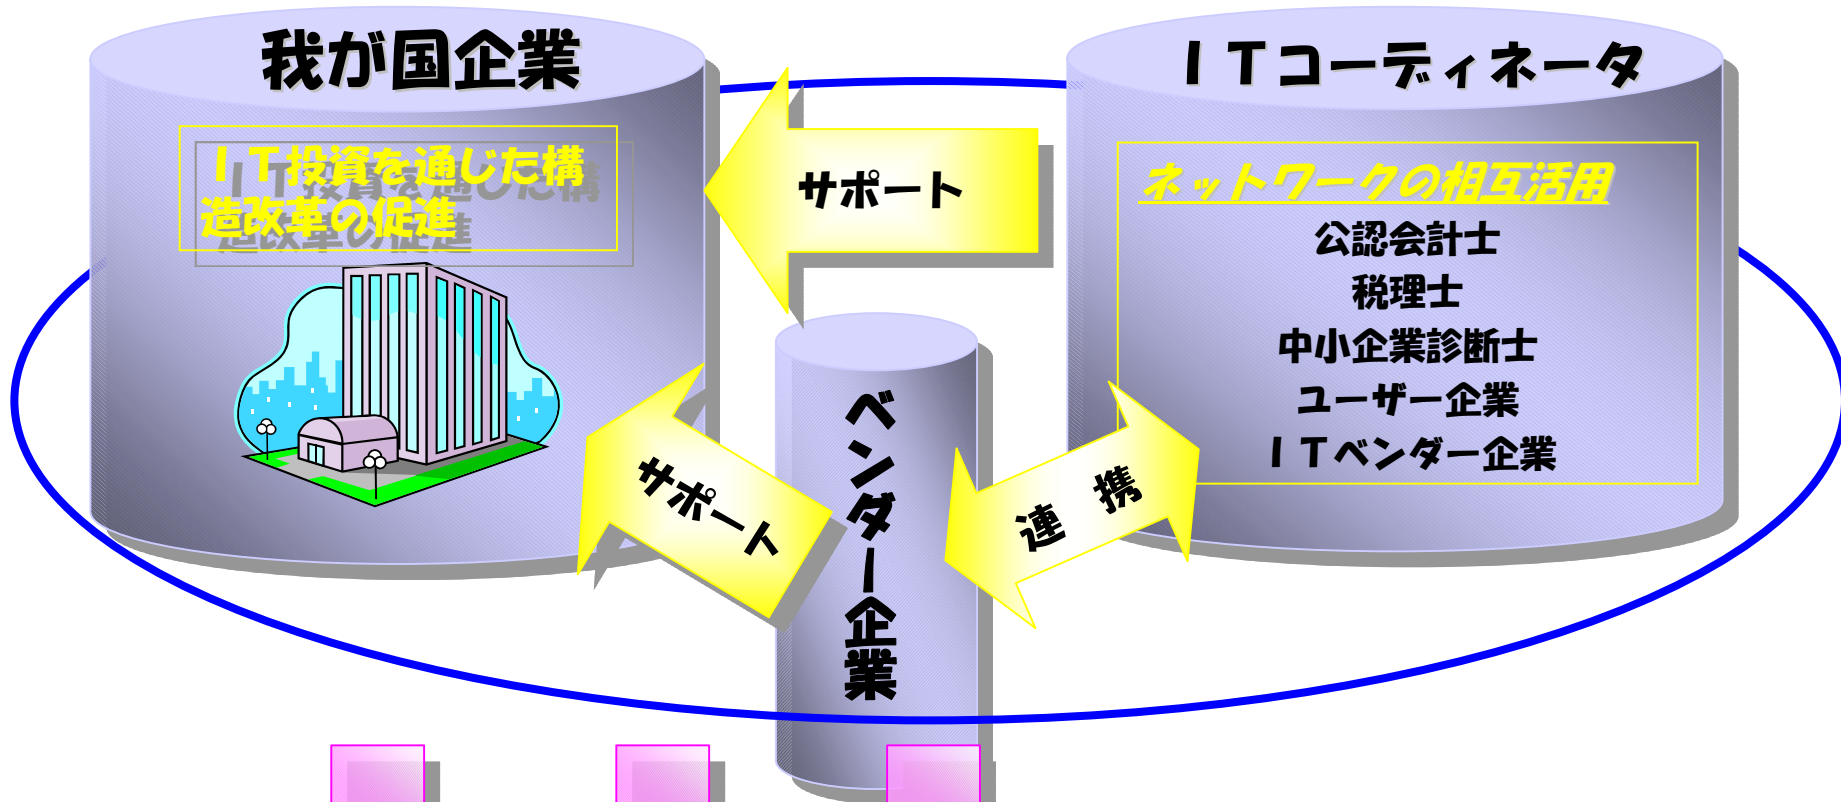 我が国企業
ＩＴ投資を通じた構
造改革の促進
サポート
ＩＴコーディネータ
ネットワークの相互活用
公認会計士
税理士
中小企業診断士
ユーザー企業
ＩＴベンダー企業
サポート
ベンダー企業
連　携